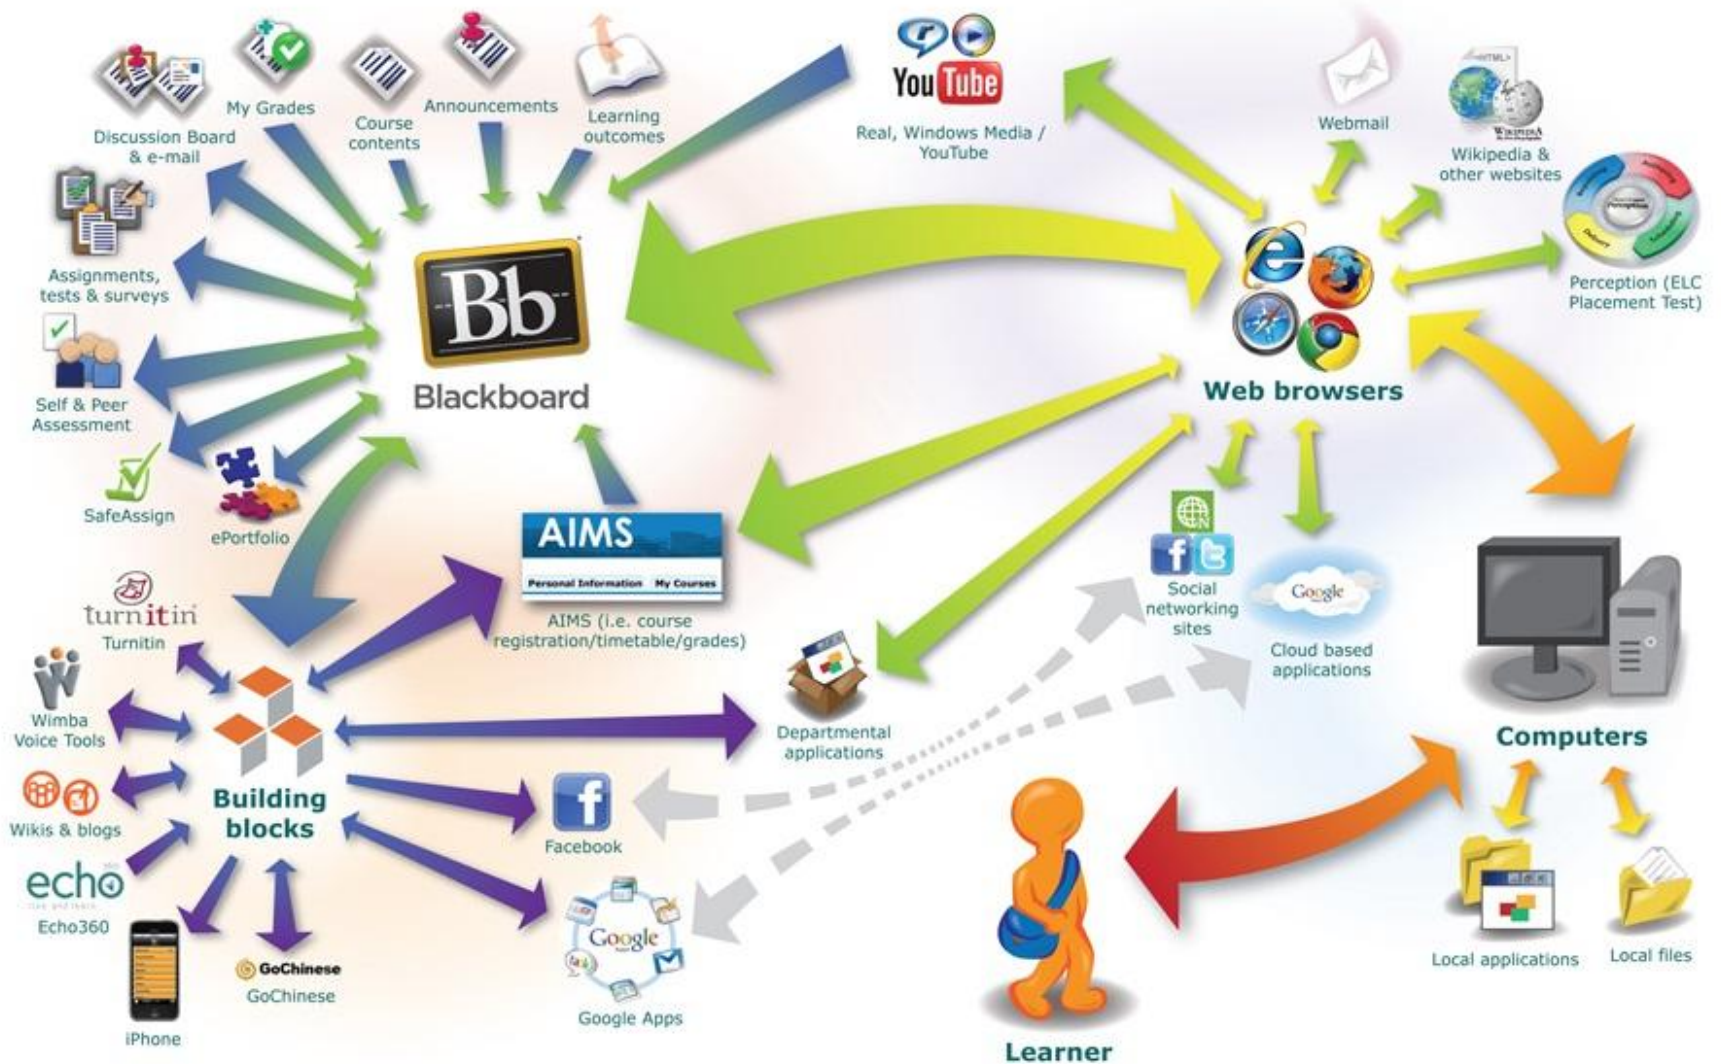 You Tube
Real, Windows Media /
YouTube
Webmail
<HTML>
WIKIPEDIA
Wikipedia &
other websites
Perception
Delivery
Perception (ELC
Placement Test)
Discussion Board
& e-mail
My Grades
Course
contents
Announcements
Learning
outcomes
Assignments,
tests & surveys
Self & Peer
Assessment
SafeAssign
ePortfolio
Bb
Blackboard
Web browsers
AIMS
Personal Information My Courses
AIMS (i.e. course
registration/timetable/grades)
turnitin
Turnitin
Wimba
Voice Tools
Wikis & blogs
echo
Echo360
iPhone
GoChinese
GoChinese
Building
blocks
Facebook
Google
Google Apps
Departmental
applications
N
f t
Social
networking
sites
Google
Cloud based
applications
Computers
Local applications
Local files
Learner